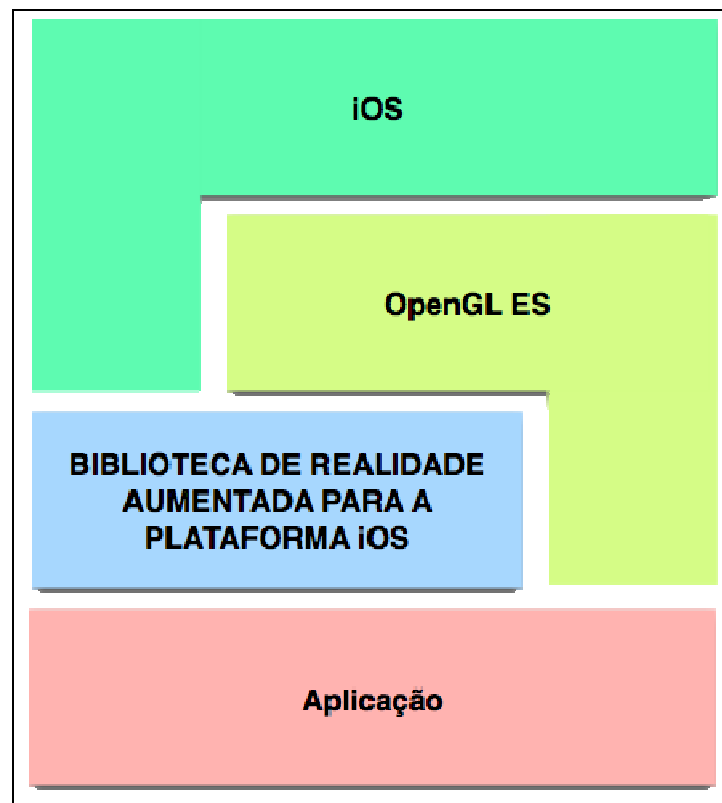 iOS
OpenGL ES
BIBLIOTECA DE REALIDADE
AUMENTADA PARA A
PLATAFORMA iOS
Aplicação